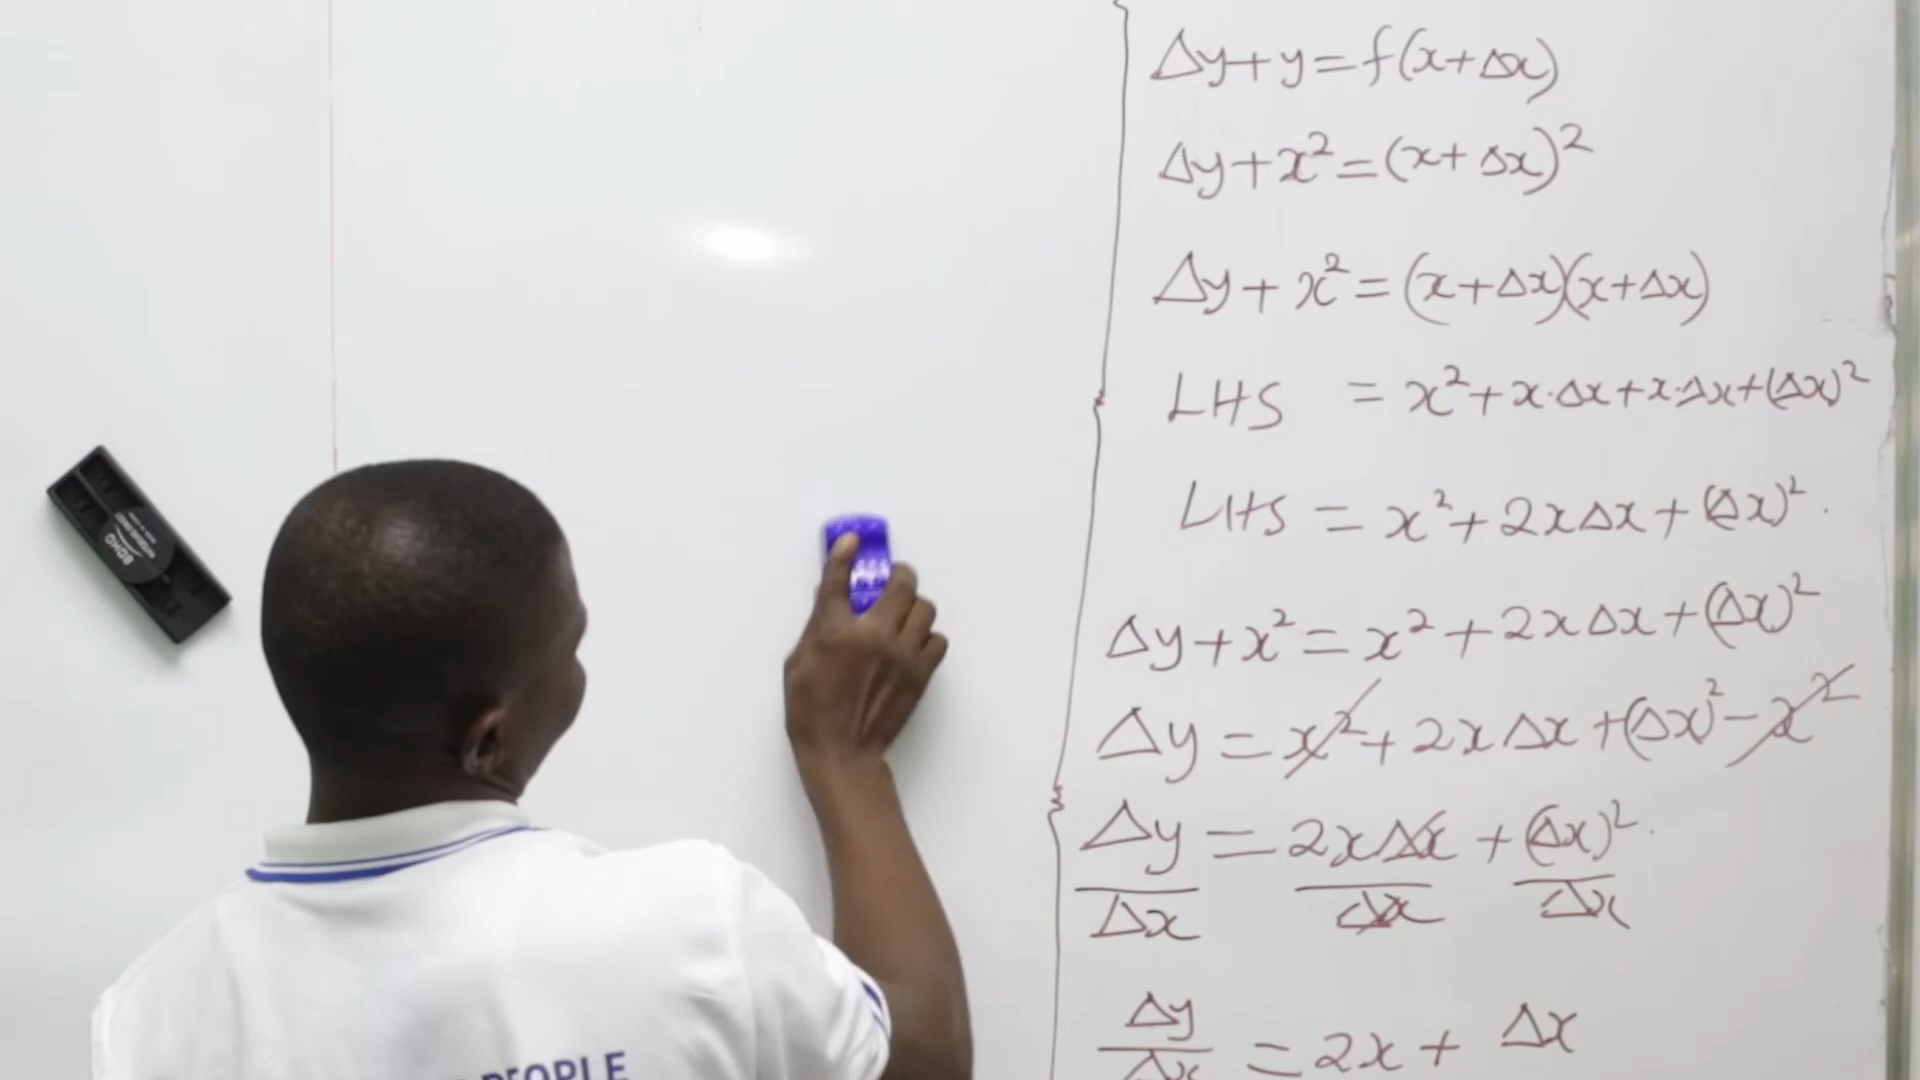 Δy + y = f(x + Δx)
Δy + x² = (x + Δx)²
Δy + x² = (x + Δx)(x + Δx)
LHS = x² + x·Δx + x·Δx + (Δx)²
LHS = x² + 2xΔx + (Δx)².
Δy + x² = x² + 2xΔx + (Δx)²
Δy = x² + 2xΔx + (Δx)² - x²
Δy/Δx = 2xΔx/Δx + (Δx)²/Δx
Δy/Δx = 2x + Δx
PEOPLE